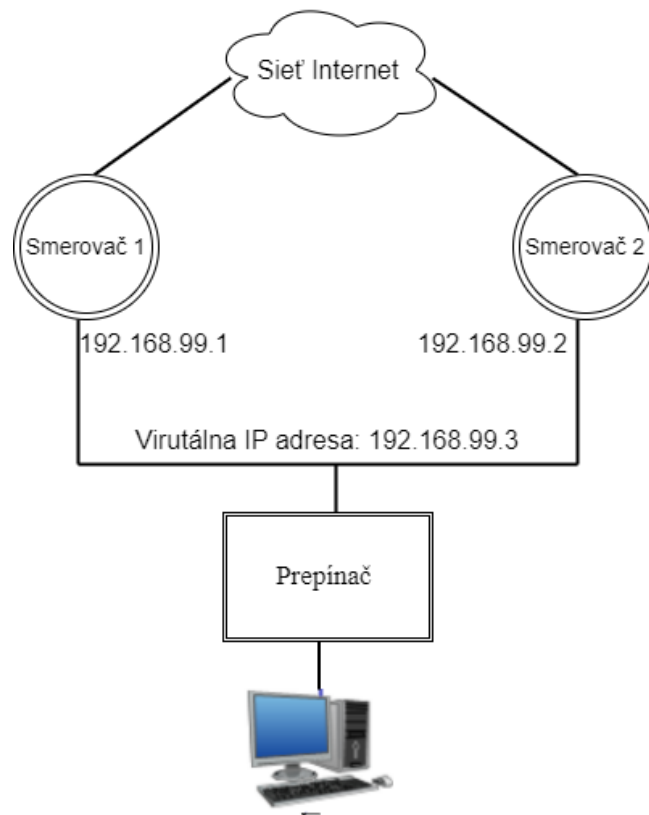 Sieť Internet
Smerovač 1
Smerovač 2
192.168.99.1
192.168.99.2
Virutálna IP adresa: 192.168.99.3
Prepínač